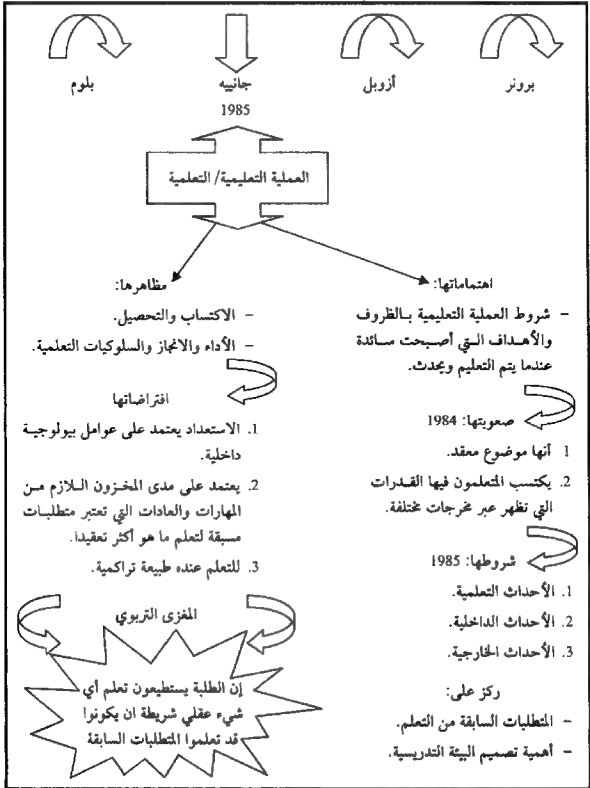 برونر
أزوبل
جانييه
1985
بلوم
العملية التعليمية/ التعلمية
اهتماماتها:
– شروط العملية التعليمية بالظروف
والأهداف التي أصبحت سائدة
عندما يتم التعليم ويحدث.
صعوبتها: 1984
1 أنها موضوع معقد.
2. يكتسب المتعلمون فيها القدرات
التي تظهر عبر مخرجات مختلفة.
شروطها: 1985
1. الأحداث التعلمية.
2. الأحداث الداخلية.
3. الأحداث الخارجية.
ركز على:
– المتطلبات السابقة من التعلم.
– أهمية تصميم البيئة التدريسية.
مظاهرها:
– الاكتساب والتحصيل.
– الأداء والانجاز والسلوكيات التعلمية.
افتراضاتها
1. الاستعداد يعتمد على عوامل بيولوجية
داخلية.
2. يعتمد على مدى المخزون اللازم من
المهارات والعادات التي تعتبر متطلبات
مسبقة لتعلم ما هو أكثر تعقيدا.
3. للتعلم عنده طبيعة تراكمية.
المغزى التربوي
إن الطلبة يستطيعون تعلم أي
شيء عقلي شريطة ان يكونوا
قد تعلموا المتطلبات السابقة